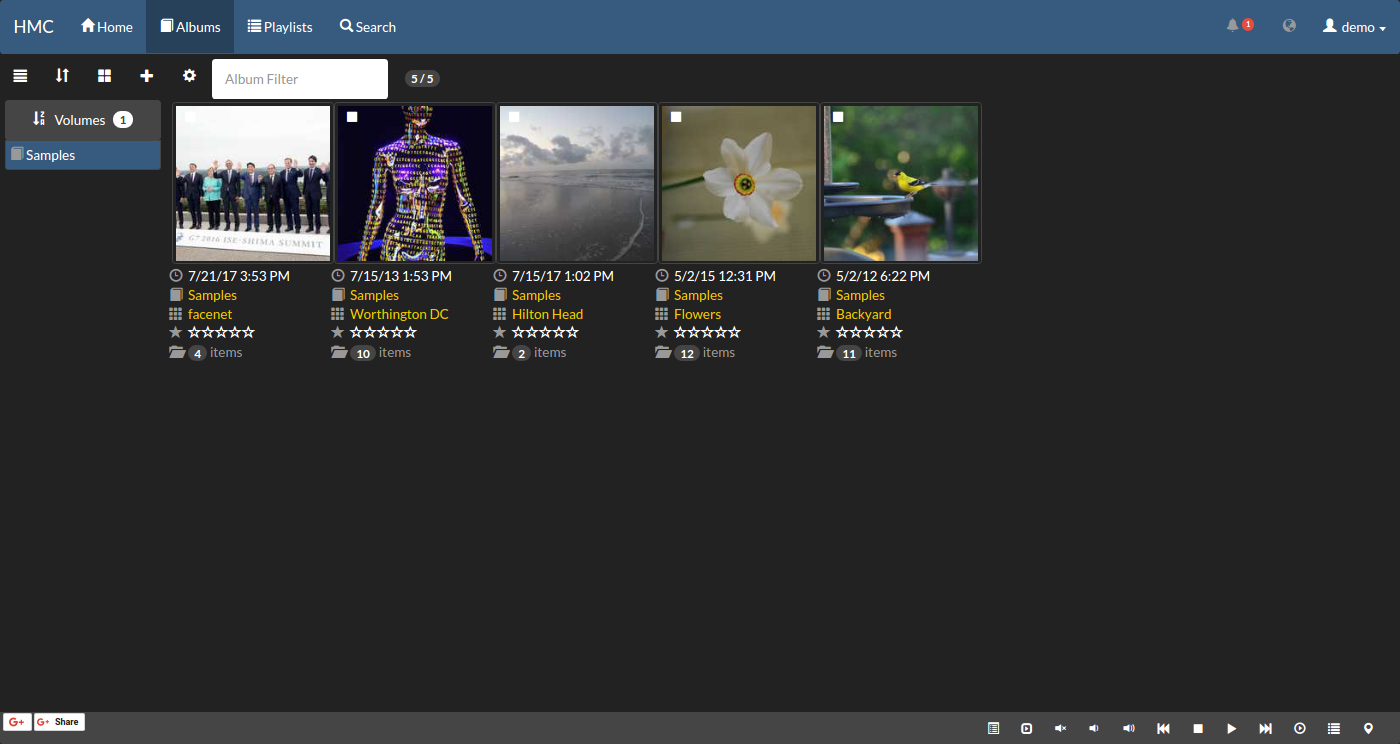 HMC Home Albums Playlists Search 1 demo
Album Filter 5 / 5
Volumes 1
Samples
G7 2016 ISE-SHIMA SUMMIT
7/21/17 3:53 PM 7/15/13 1:53 PM 7/15/17 1:02 PM 5/2/15 12:31 PM 5/2/12 6:22 PM
Samples Samples Samples Samples Samples
facenet Worthington DC Hilton Head Flowers Backyard
4 items 10 items 2 items 12 items 11 items
G+ G+ Share